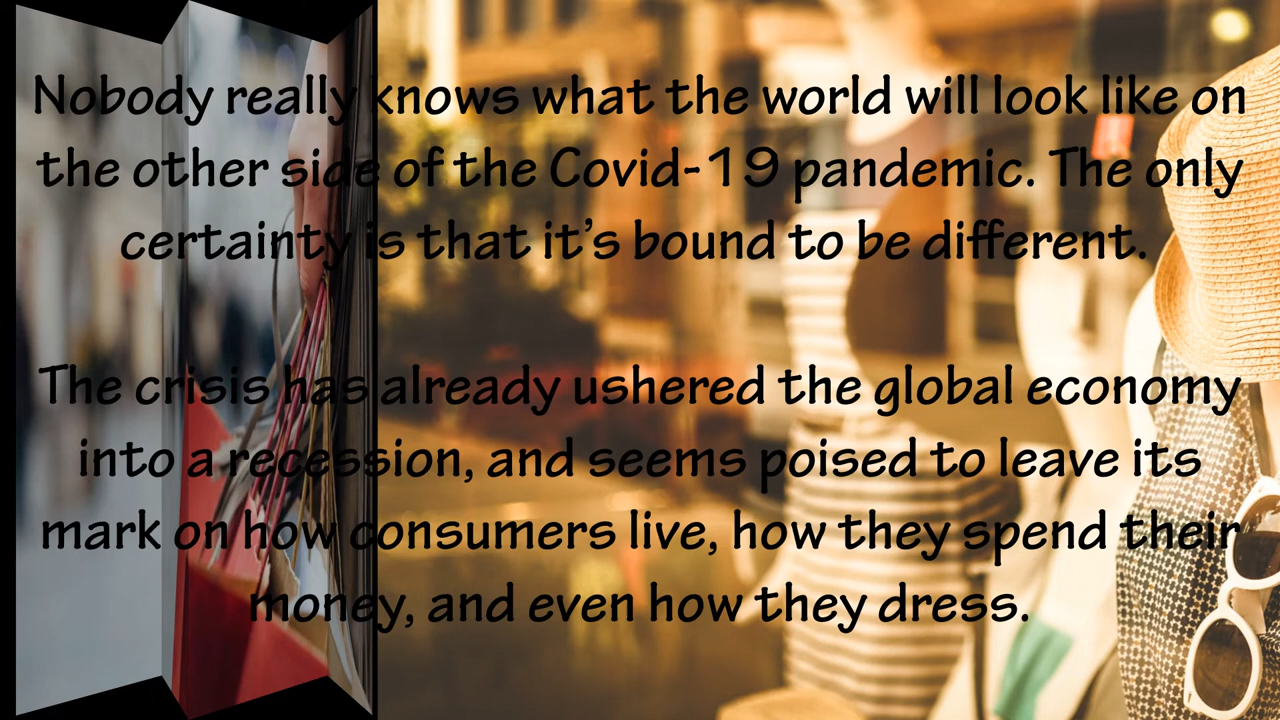 Nobody really knows what the world will look like on
the other side of the Covid-19 pandemic. The only
certainty is that it’s bound to be different.
The crisis has already ushered the global economy
into a recession, and seems poised to leave its
mark on how consumers live, how they spend their
money, and even how they dress.